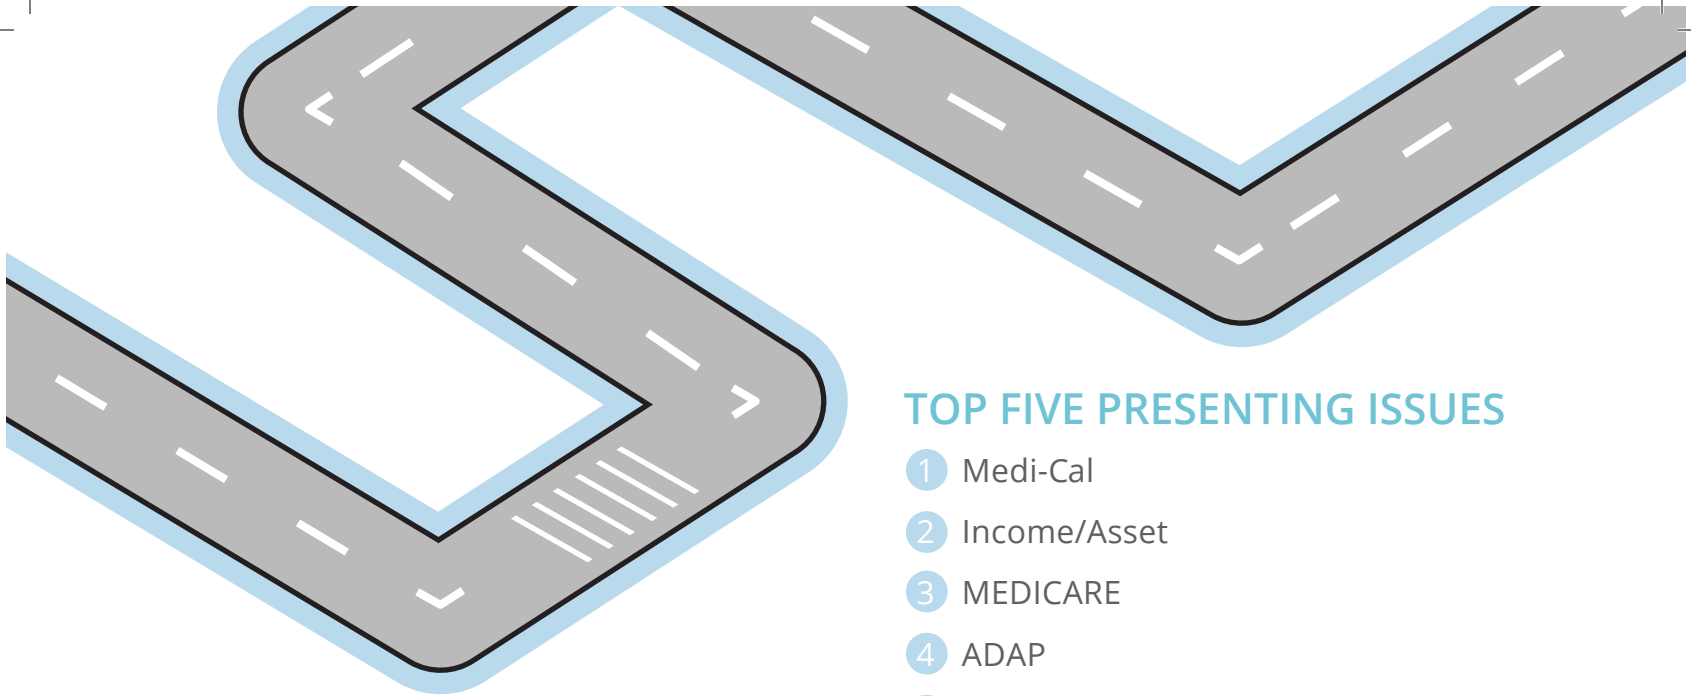 TOP FIVE PRESENTING ISSUES
1 Medi-Cal
2 Income/Asset
3 MEDICARE
4 ADAP